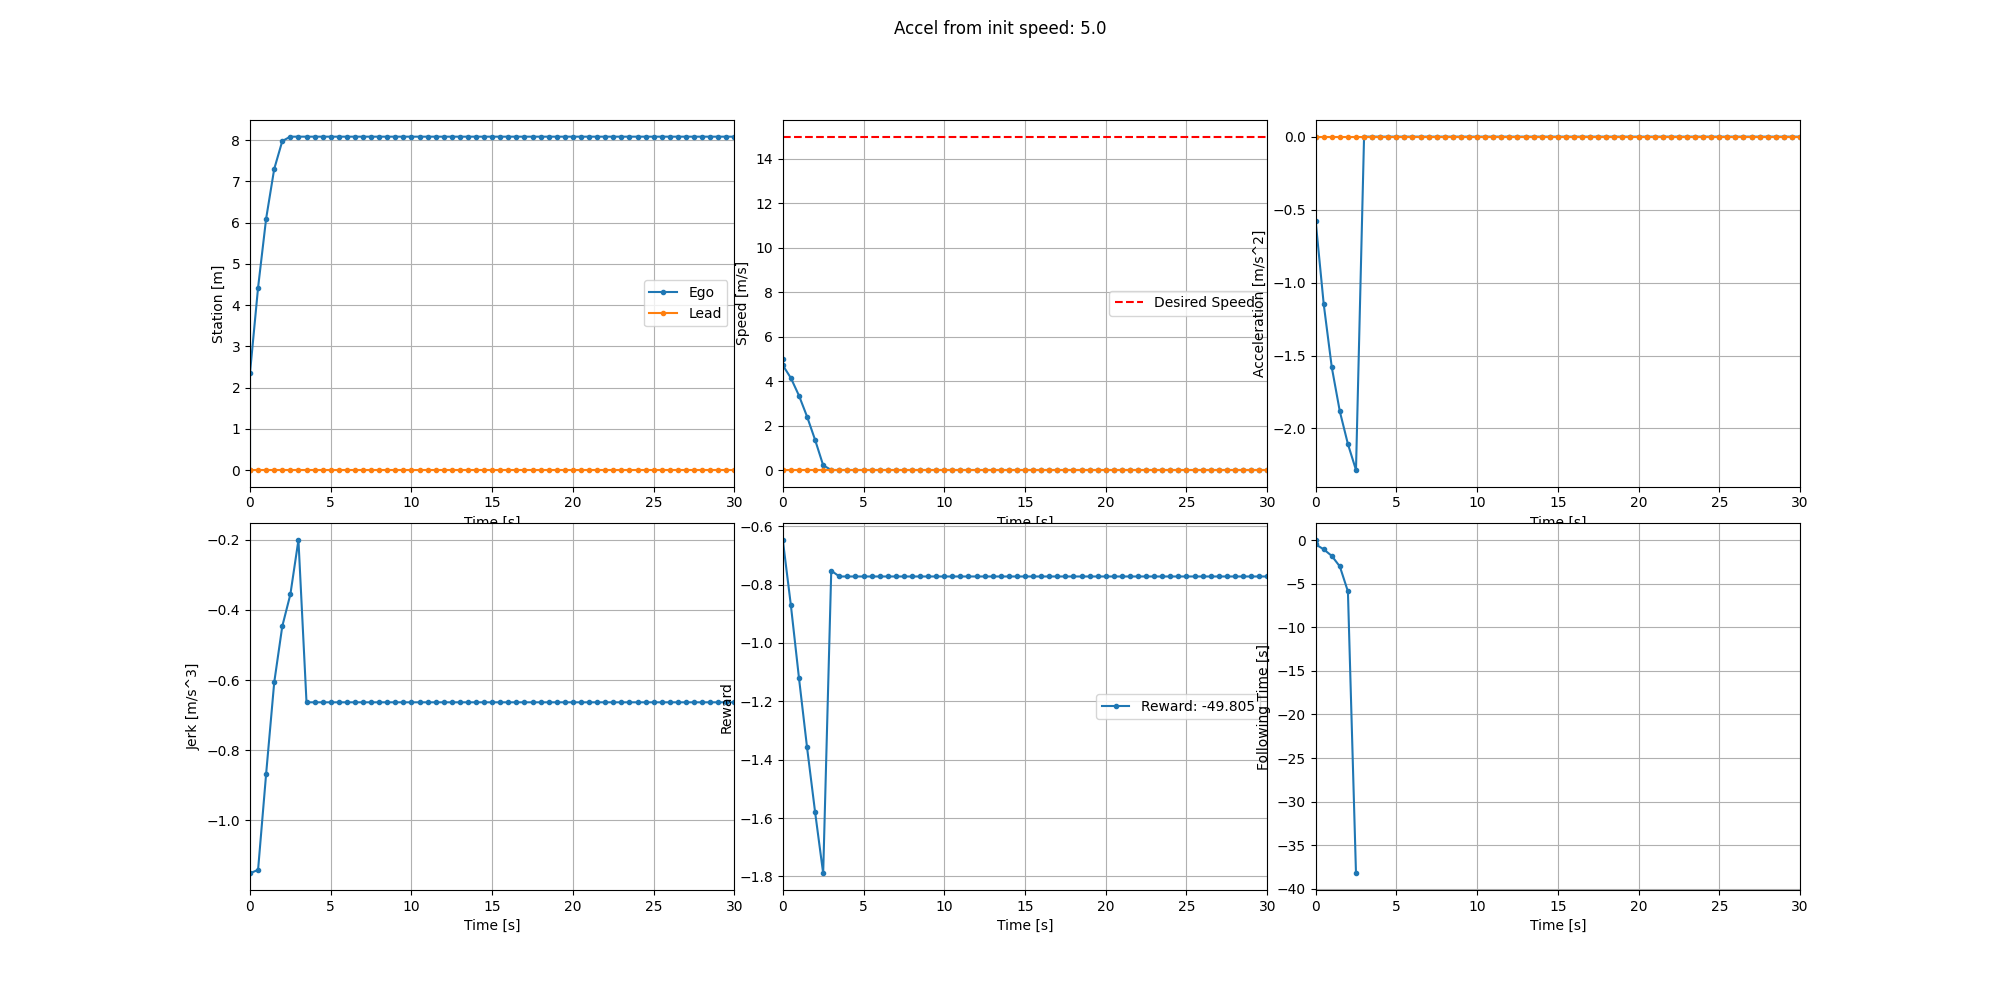 Accel from init speed: 5.0
8
7
6
5
4
3
2
1
0
Station [m]
Ego
Lead
0 5 10 15 20 25 30
Time [s]
14
12
10
8
6
4
2
0
Speed [m/s]
Desired Speed
0 5 10 15 20 25 30
Time [s]
0.0
−0.5
−1.0
−1.5
−2.0
Acceleration [m/s^2]
0 5 10 15 20 25 30
Time [s]
−0.2
−0.4
−0.6
−0.8
−1.0
Jerk [m/s^3]
0 5 10 15 20 25 30
Time [s]
−0.6
−0.8
−1.0
−1.2
−1.4
−1.6
−1.8
Reward
Reward: -49.805
0 5 10 15 20 25 30
Time [s]
0
−5
−10
−15
−20
−25
−30
−35
−40
Following Time [s]
0 5 10 15 20 25 30
Time [s]